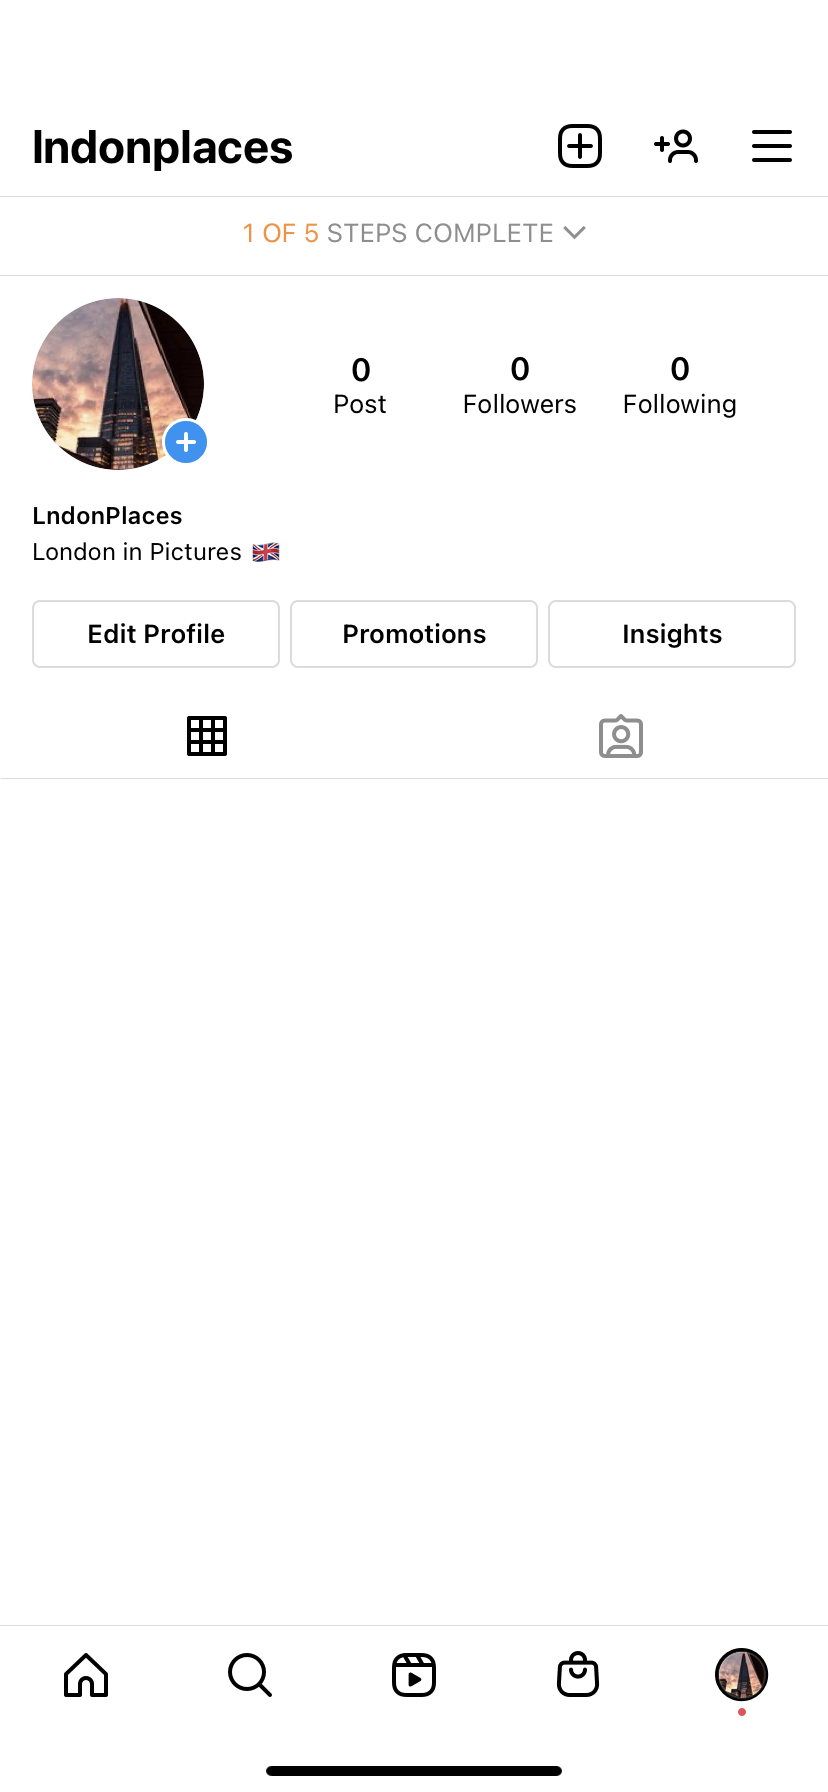 lndonplaces
1 OF 5 STEPS COMPLETE
0 0 0
Post Followers Following
LndonPlaces
London in Pictures 🇬🇧
Edit Profile Promotions Insights